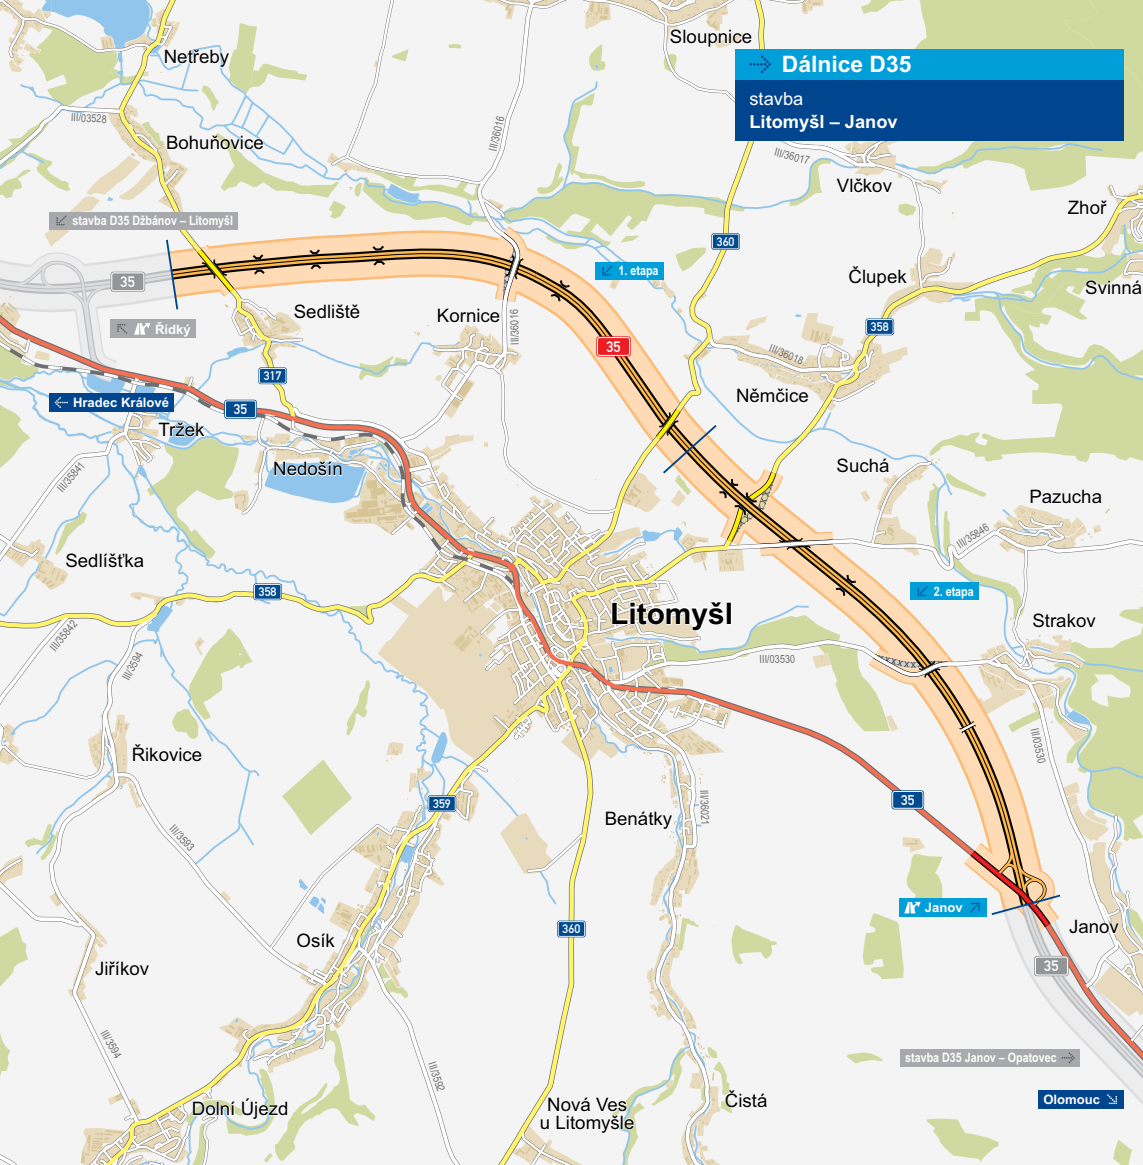 Sloupnice
Netřeby
Dálnice D35
stavba
Litomyšl – Janov
III/03528
III/36016
Bohuňovice
III/36017
Vlčkov
Zhoř
stavba D35 Džbánov – Litomyšl
360
1. etapa
Člupek
35
Svinná
Sedliště
Kornice
III/36016
358
Řídký
35
III/36018
317
Němčice
Hradec Králové
35
Tržek
Nedošín
Suchá
III/35841
Pazucha
III/35846
Sedlíšťka
358
2. etapa
Litomyšl
Strakov
III/35842
III/3594
III/03530
Řikovice
III/03530
359
35
III/36021
Benátky
III/3593
Janov
Osík
360
Janov
Jiříkov
35
III/3594
stavba D35 Janov – Opatovec
III/3592
Olomouc
Dolní Újezd
Nová Ves
u Litomyšle
Čistá